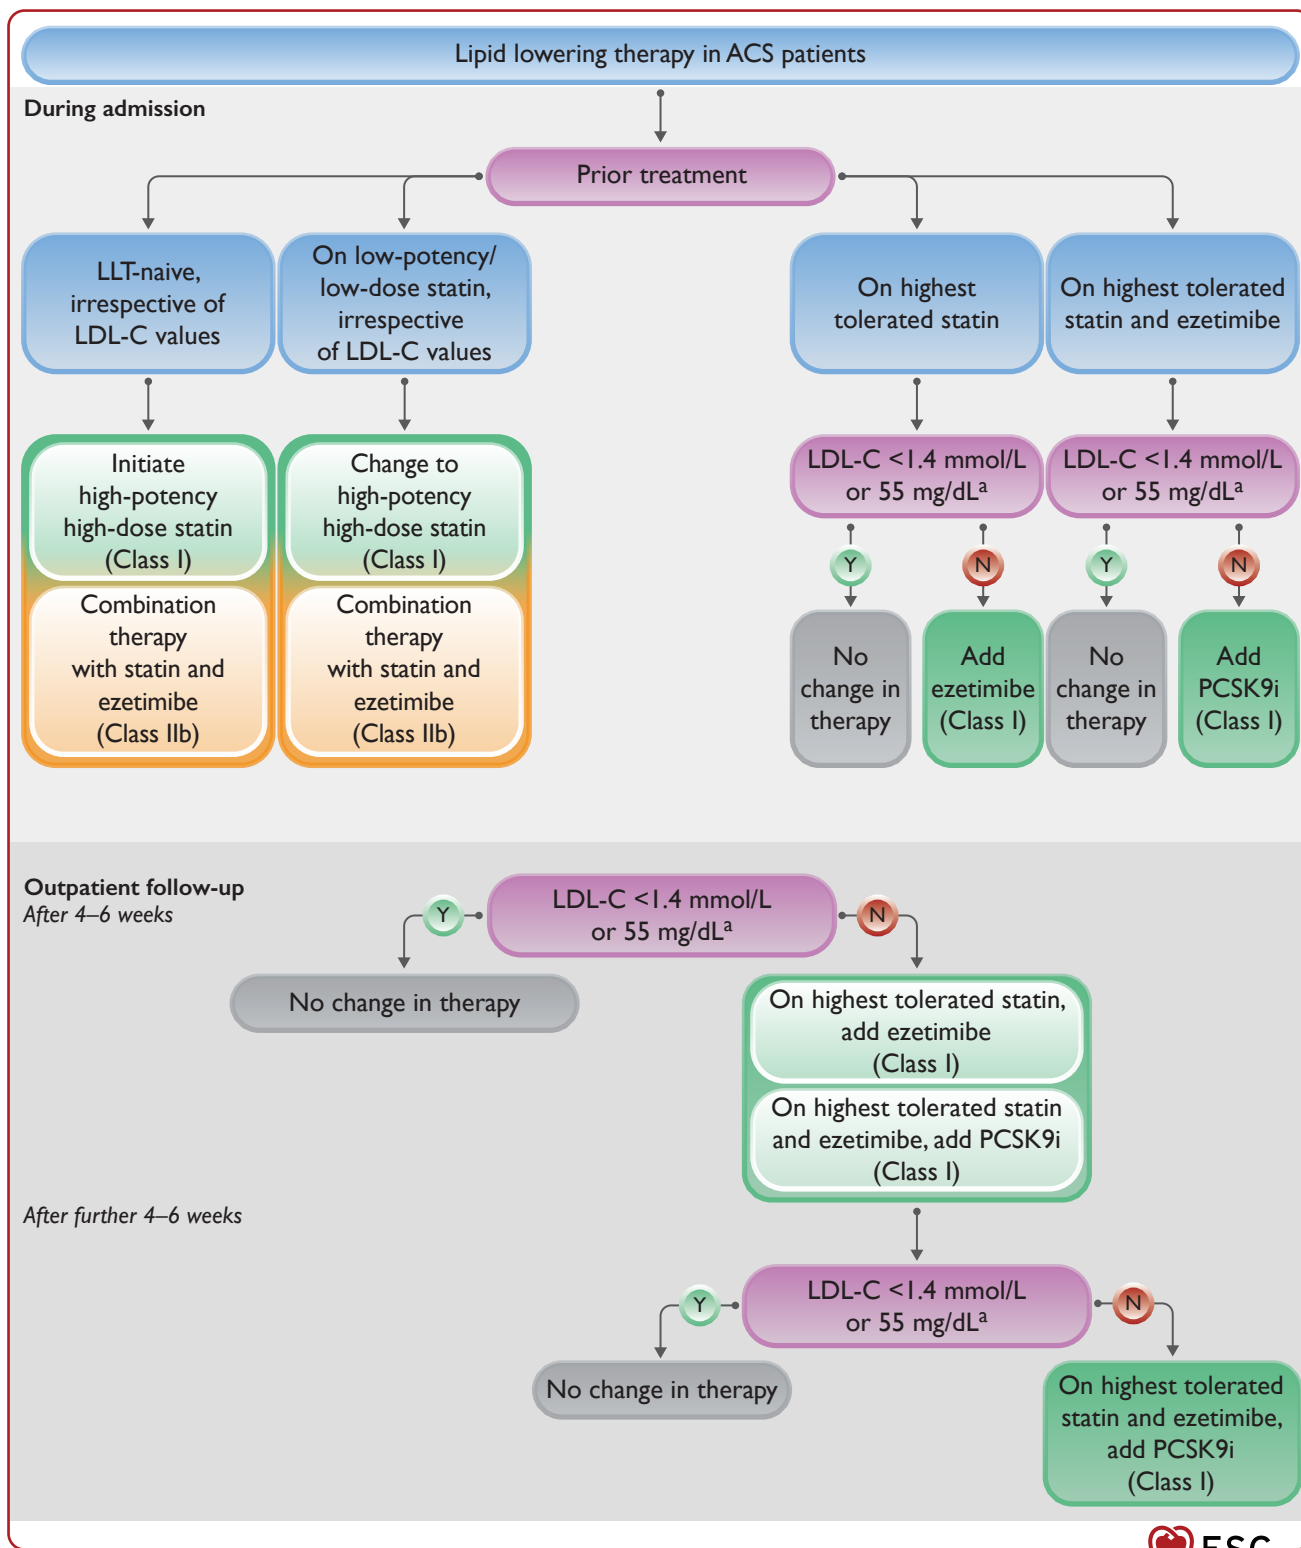 Lipid lowering therapy in ACS patients
During admission
Prior treatment
LLT-naive,
irrespective of
LDL-C values
On low-potency/
low-dose statin,
irrespective
of LDL-C values
On highest
tolerated statin
On highest tolerated
statin and ezetimibe
Initiate
high-potency
high-dose statin
(Class I)
Combination
therapy
with statin and
ezetimibe
(Class IIb)
Change to
high-potency
high-dose statin
(Class I)
Combination
therapy
with statin and
ezetimibe
(Class IIb)
LDL-C <1.4 mmol/L
or 55 mg/dLᵃ
Y
N
No
change in
therapy
Add
ezetimibe
(Class I)
LDL-C <1.4 mmol/L
or 55 mg/dLᵃ
Y
N
No
change in
therapy
Add
PCSK9i
(Class I)
Outpatient follow-up
After 4–6 weeks
LDL-C <1.4 mmol/L
or 55 mg/dLᵃ
Y
N
No change in therapy
On highest tolerated statin,
add ezetimibe
(Class I)
On highest tolerated statin
and ezetimibe, add PCSK9i
(Class I)
After further 4–6 weeks
LDL-C <1.4 mmol/L
or 55 mg/dLᵃ
Y
N
No change in therapy
On highest tolerated
statin and ezetimibe,
add PCSK9i
(Class I)
ESC